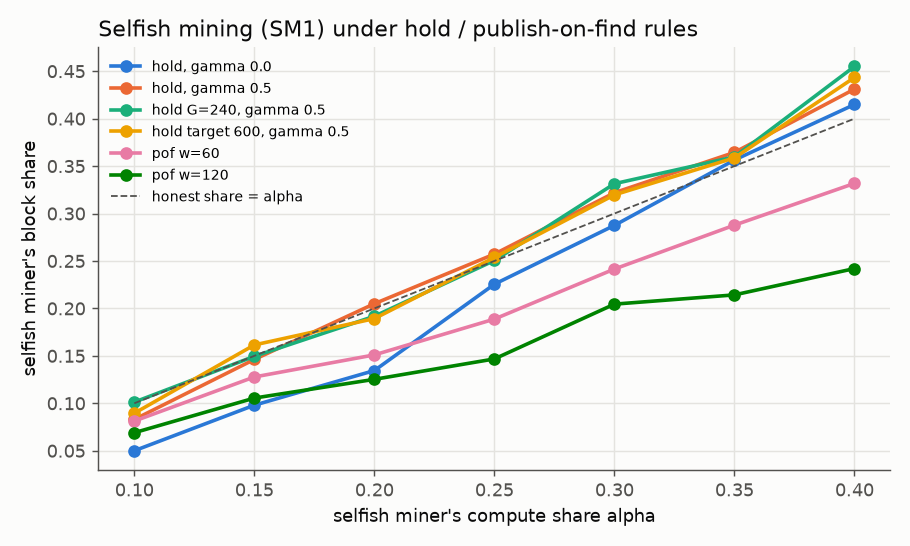 Selfish mining (SM1) under hold / publish-on-find rules
selfish miner's block share
0.45
0.40
0.35
0.30
0.25
0.20
0.15
0.10
0.05
hold, gamma 0.0
hold, gamma 0.5
hold G=240, gamma 0.5
hold target 600, gamma 0.5
pof w=60
pof w=120
honest share = alpha
0.10 0.15 0.20 0.25 0.30 0.35 0.40
selfish miner's compute share alpha